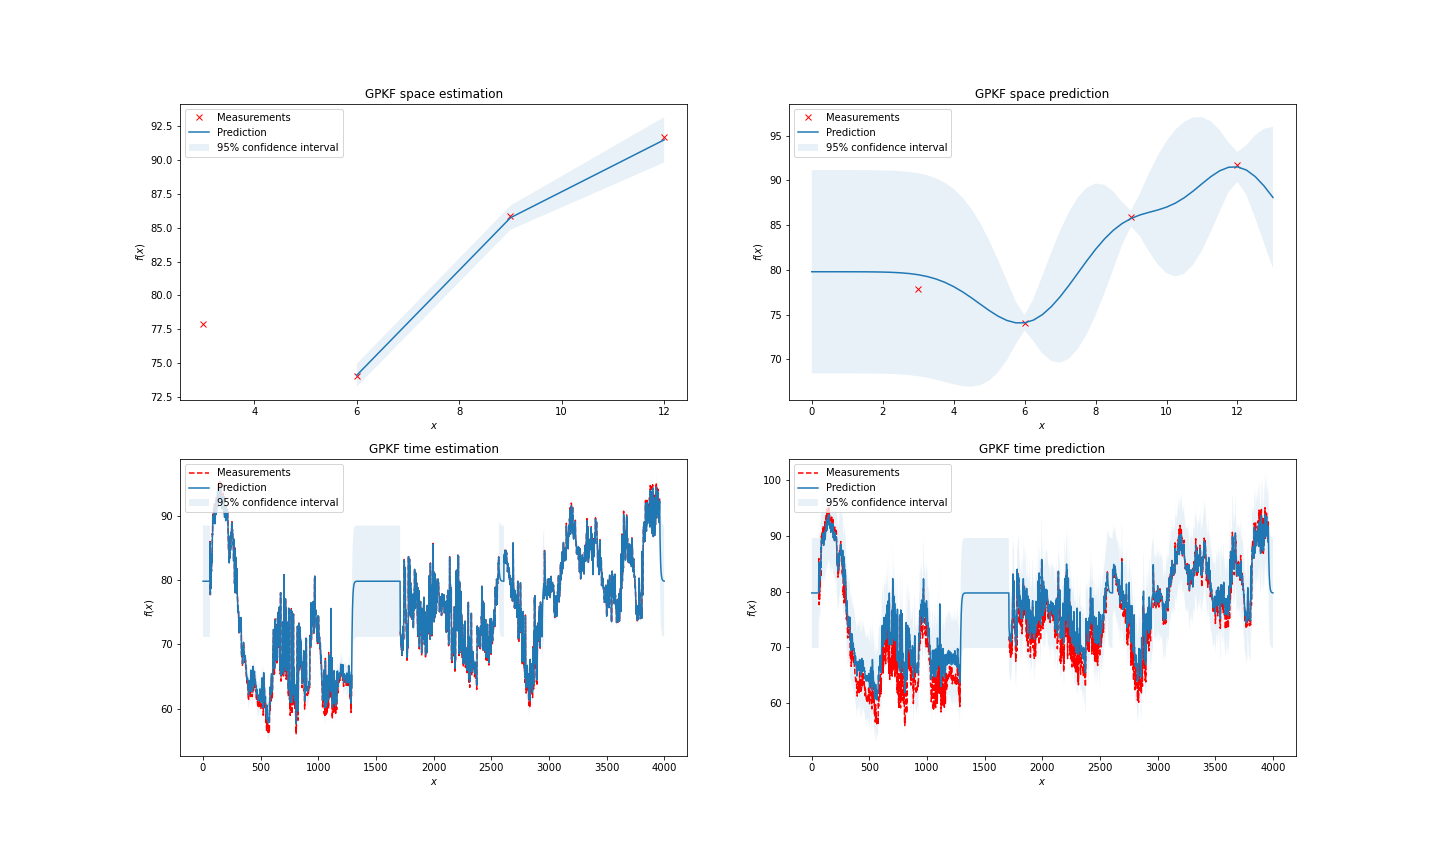 GPKF space estimation
Measurements
Prediction
95% confidence interval
92.5
90.0
87.5
85.0
82.5
80.0
77.5
75.0
72.5
f(x)
4 6 8 10 12
x
GPKF space prediction
Measurements
Prediction
95% confidence interval
95
90
85
80
75
70
f(x)
0 2 4 6 8 10 12
x
GPKF time estimation
Measurements
Prediction
95% confidence interval
90
80
70
60
f(x)
0 500 1000 1500 2000 2500 3000 3500 4000
x
GPKF time prediction
Measurements
Prediction
95% confidence interval
100
90
80
70
60
f(x)
0 500 1000 1500 2000 2500 3000 3500 4000
x